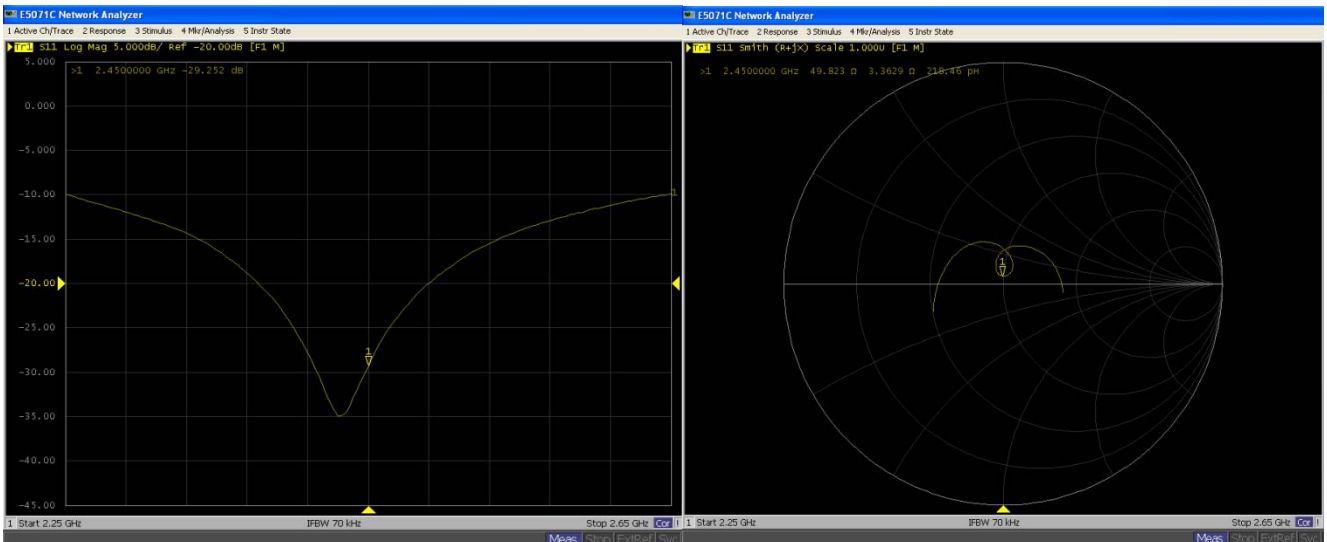 E5071C Network Analyzer
1 Active Ch/Trace 2 Response 3 Stimulus 4 Mkr/Analysis 5 Instr State
Tr1 S11 Log Mag 5.000dB/ Ref -20.00dB [F1 M]
5.000
>1 2.4500000 GHz -29.252 dB
0.000
-5.000
-10.00
1
-15.00
-20.00
-25.00
1
-30.00
-35.00
-40.00
-45.00
1 Start 2.25 GHz IFBW 70 kHz Stop 2.65 GHz Cor !
Meas Stop ExtRef Svc
E5071C Network Analyzer
1 Active Ch/Trace 2 Response 3 Stimulus 4 Mkr/Analysis 5 Instr State
Tr1 S11 Smith (R+jX) Scale 1.000U [F1 M]
>1 2.4500000 GHz 49.823 Ω 3.3629 Ω 218.46 pH
1
1 Start 2.25 GHz IFBW 70 kHz Stop 2.65 GHz Cor !
Meas Stop ExtRef Svc